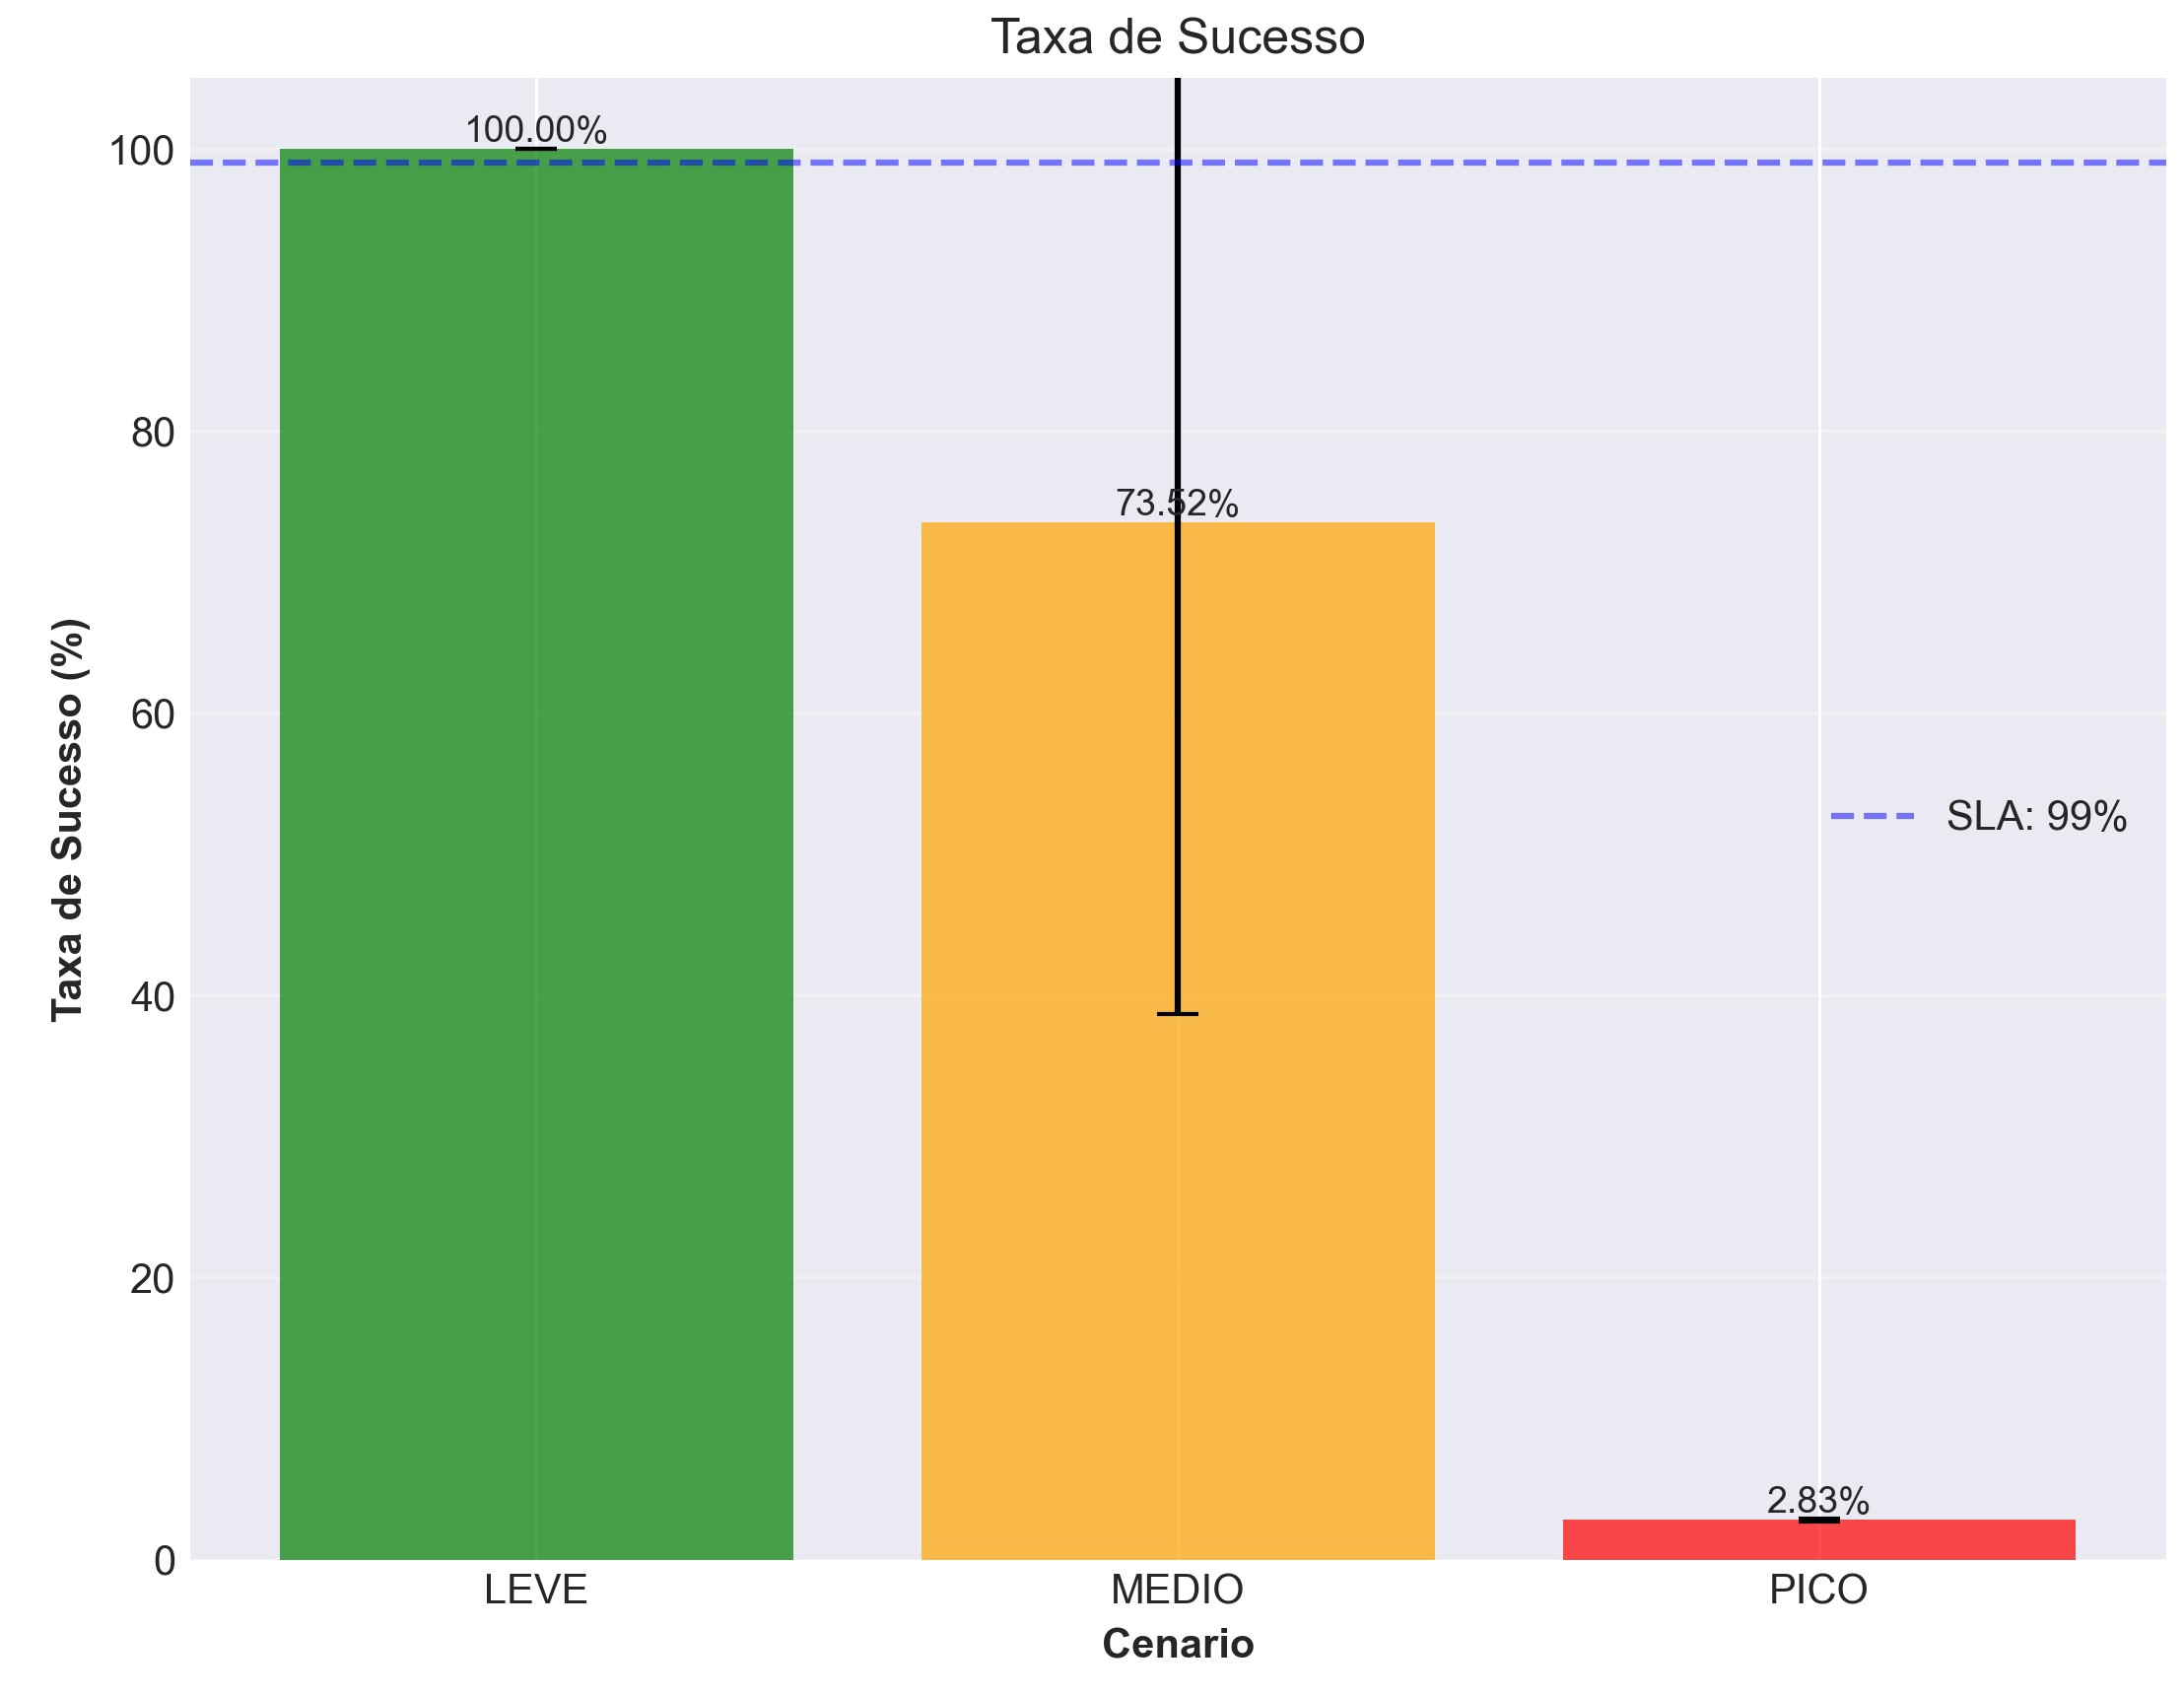 Taxa de Sucesso
Taxa de Sucesso (%)
100
80
60
40
20
0
100.00%
73.52%
2.83%
SLA: 99%
LEVE
MEDIO
PICO
Cenario